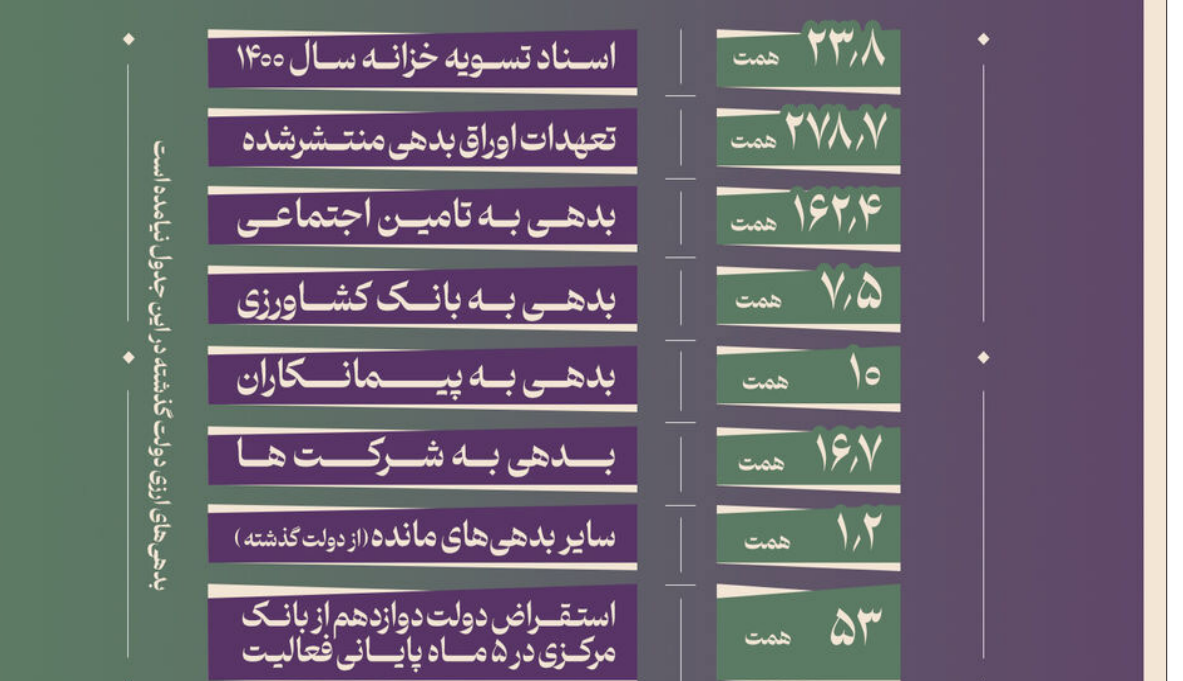 اسناد تسویه خزانه سال ۱۴۰۰
۲۳٫۸ همت
تعهدات اوراق بدهی منتشرشده
۲۷۸٫۷ همت
بدهی به تامین اجتماعی
۱۶۲٫۴ همت
بدهی به بانک کشاورزی
۷٫۵ همت
بدهی به پیمانکاران
۱۰ همت
بدهی به شرکت ها
۱۶٫۷ همت
سایر بدهی‌های مانده (از دولت گذشته)
۱٫۲ همت
استقراض دولت دوازدهم از بانک
مرکزی در ۵ ماه پایانی فعالیت
۵۳ همت
بدهی‌های ارزی دولت گذشته در این جدول نیامده است